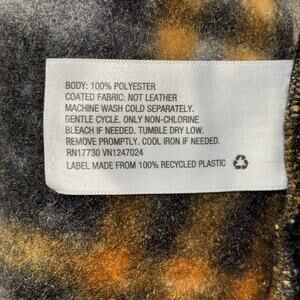 BODY: 100% POLYESTER
COATED FABRIC: NOT LEATHER
MACHINE WASH COLD SEPARATELY.
GENTLE CYCLE. ONLY NON-CHLORINE
BLEACH IF NEEDED. TUMBLE DRY LOW.
REMOVE PROMPTLY. COOL IRON IF NEEDED.
RN17730 VN1247024
LABEL MADE FROM 100% RECYCLED PLASTIC